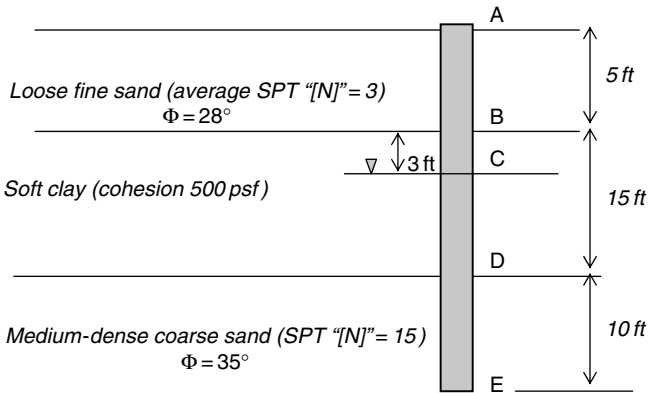 A
5 ft
Loose fine sand (average SPT “[N]” = 3)
Φ = 28°
B
3 ft
C
Soft clay (cohesion 500 psf)
15 ft
D
Medium-dense coarse sand (SPT “[N]” = 15)
Φ = 35°
10 ft
E